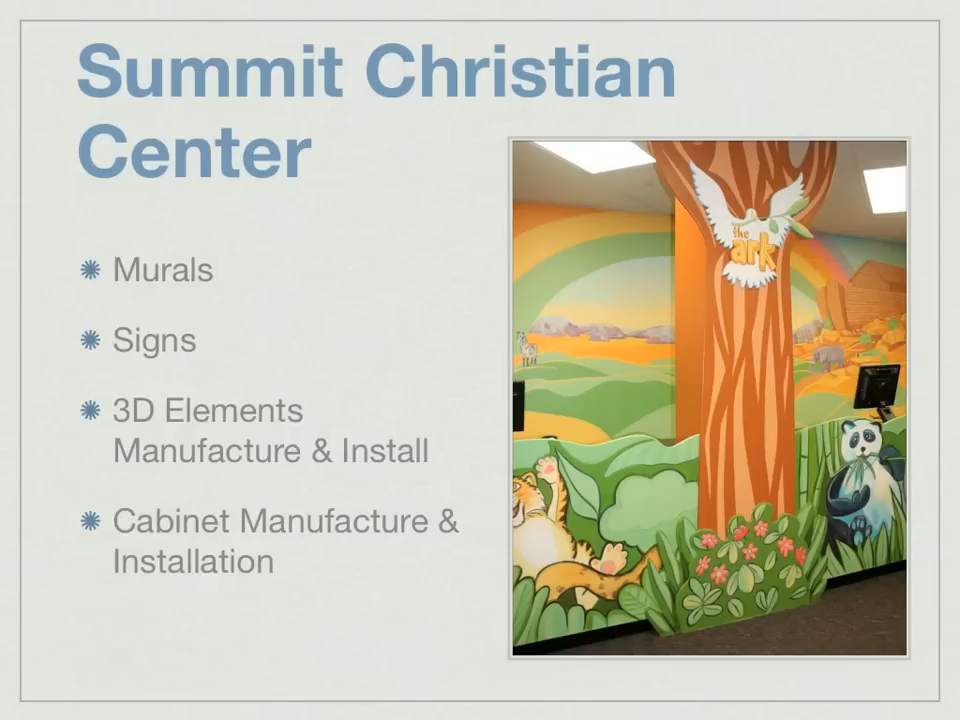 Summit Christian
Center
Murals
Signs
3D Elements
Manufacture & Install
Cabinet Manufacture &
Installation
the
ark